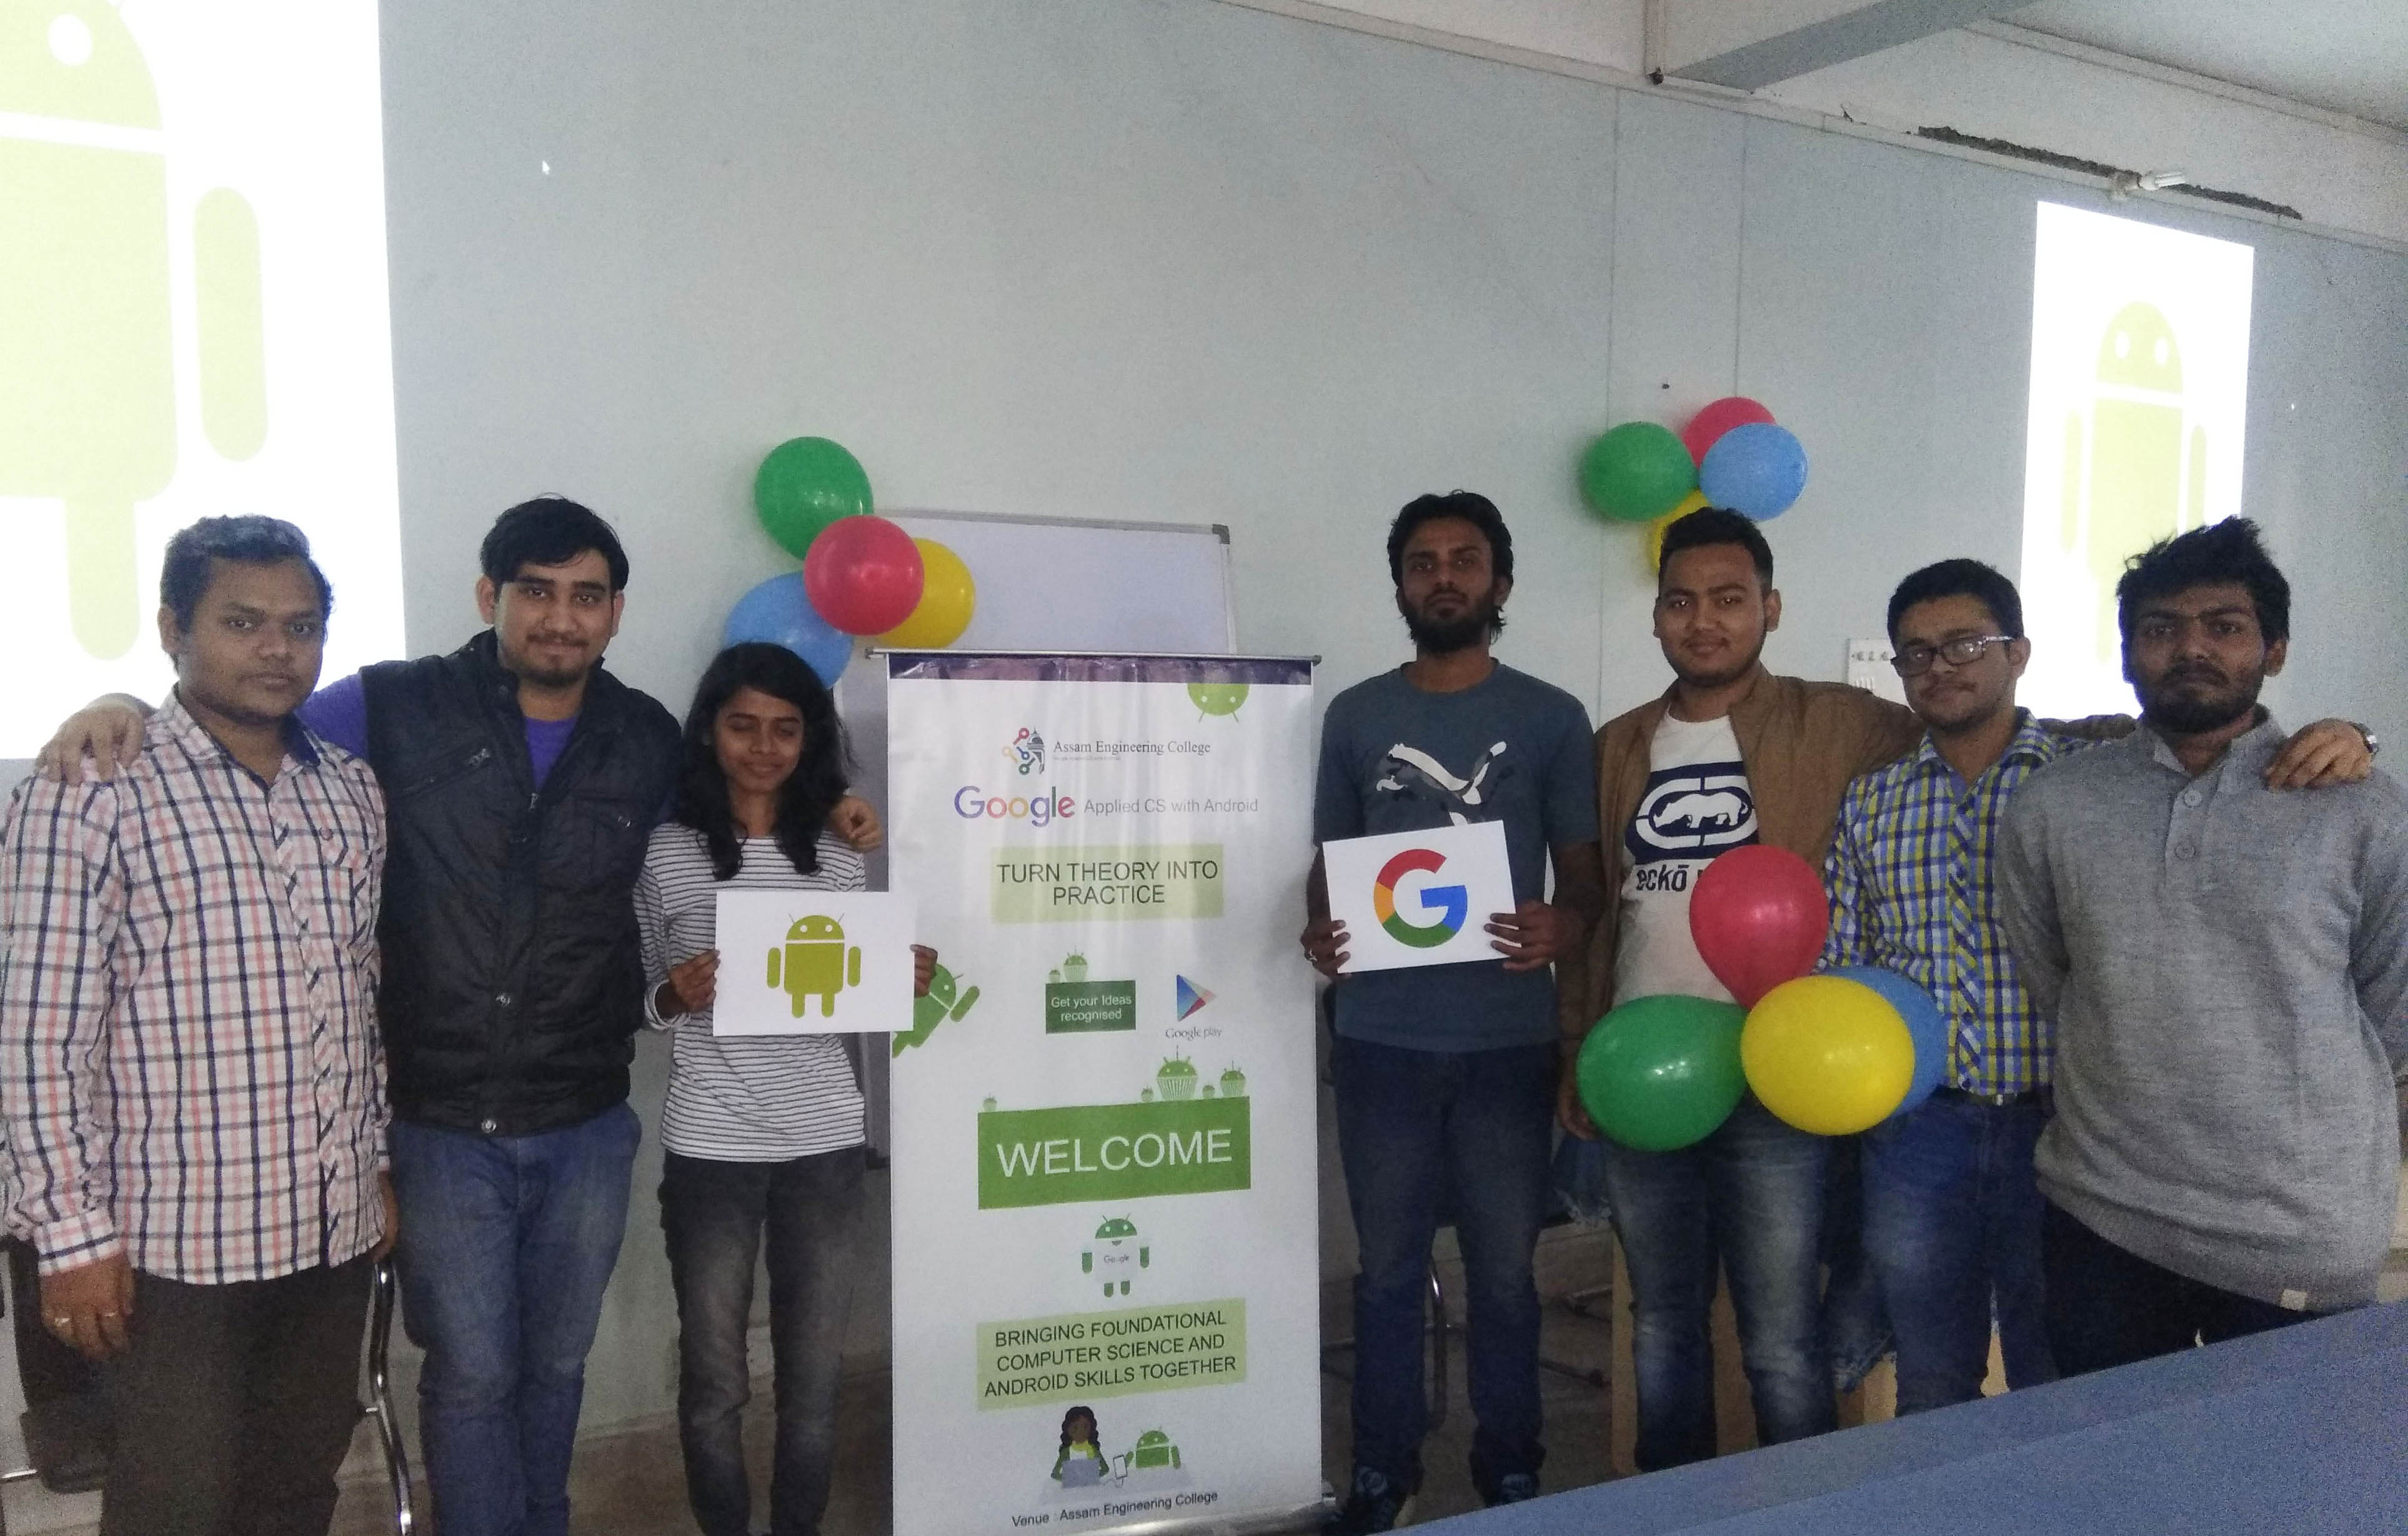 Assam Engineering College
Google Applied CS with Android
TURN THEORY INTO
PRACTICE
Get your Ideas
recognised
Google play
WELCOME
Google
BRINGING FOUNDATIONAL
COMPUTER SCIENCE AND
ANDROID SKILLS TOGETHER
Venue : Assam Engineering College
G
eckō